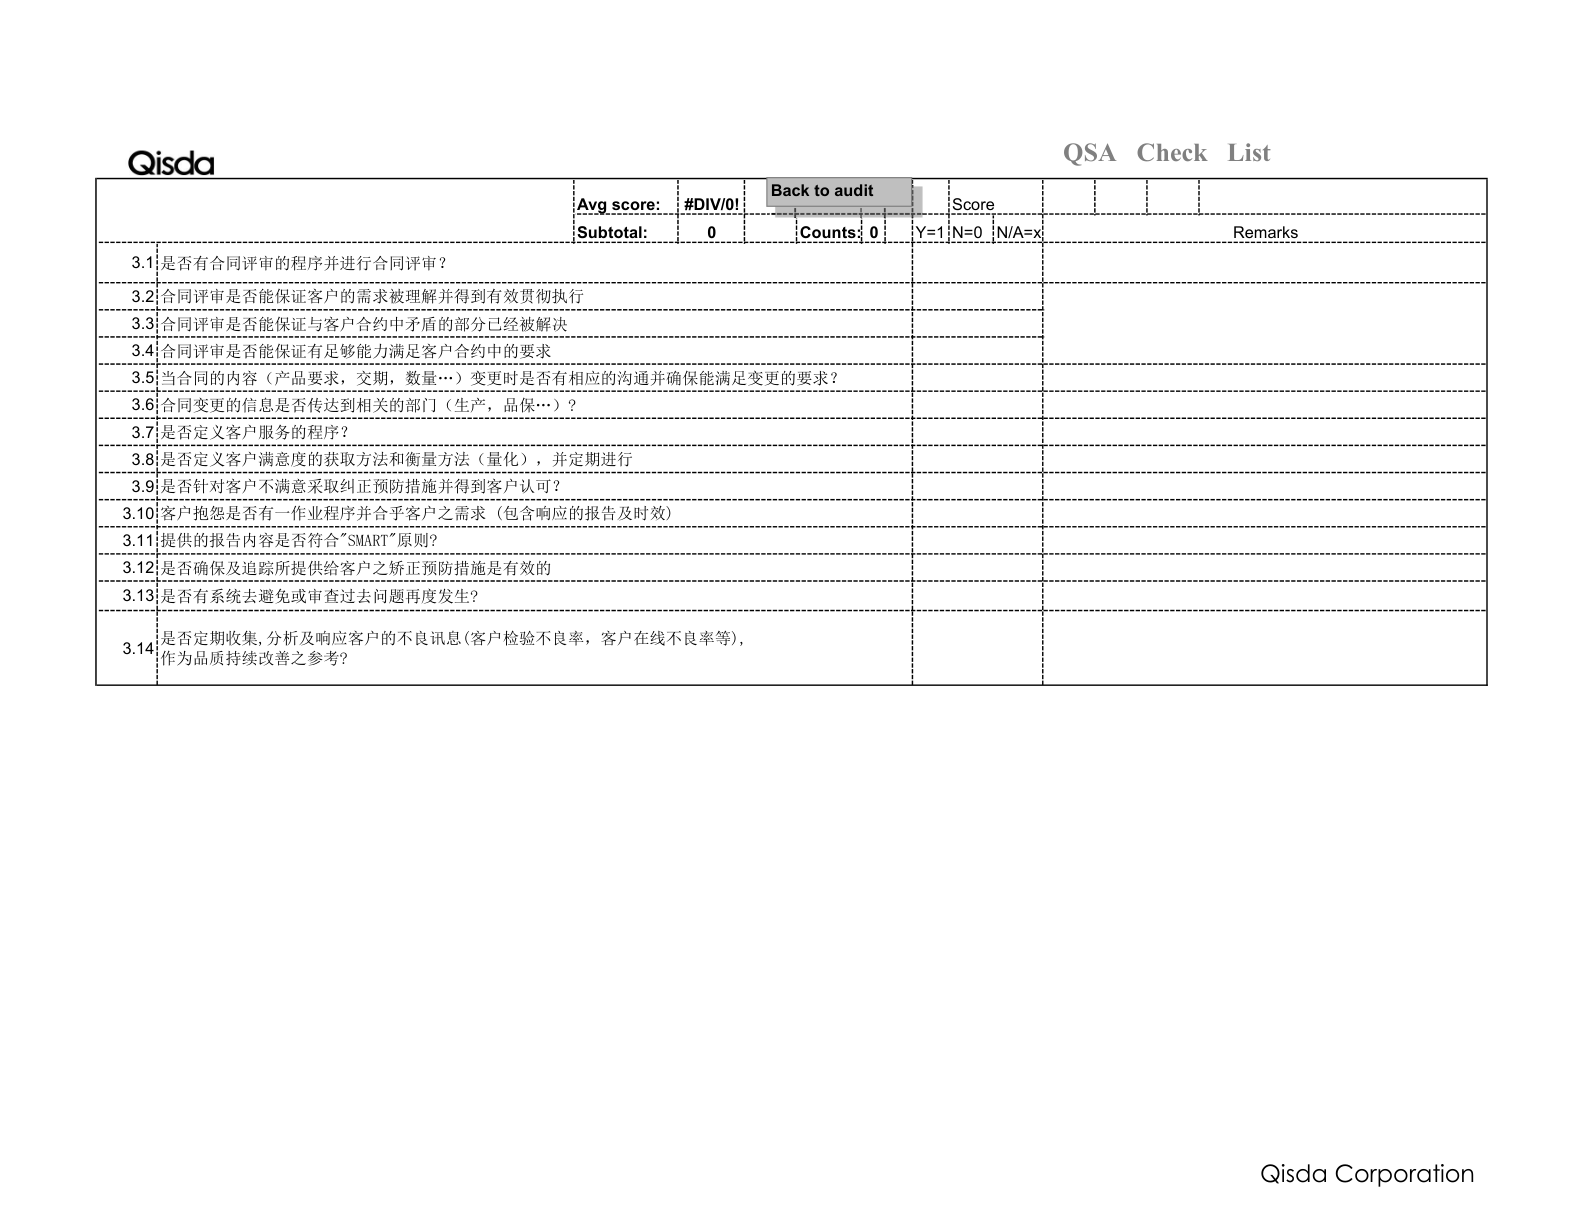 Qisda
QSA Check List
Back to audit
Avg score: #DIV/0! Score
Subtotal: 0 Counts: 0 Y=1 N=0 N/A=x Remarks
3.1 是否有合同评审的程序并进行合同评审？
3.2 合同评审是否能保证客户的需求被理解并得到有效贯彻执行
3.3 合同评审是否能保证与客户合约中矛盾的部分已经被解决
3.4 合同评审是否能保证有足够能力满足客户合约中的要求
3.5 当合同的内容（产品要求，交期，数量…）变更时是否有相应的沟通并确保能满足变更的要求？
3.6 合同变更的信息是否传达到相关的部门（生产，品保…）？
3.7 是否定义客户服务的程序？
3.8 是否定义客户满意度的获取方法和衡量方法（量化），并定期进行
3.9 是否针对客户不满意采取纠正预防措施并得到客户认可？
3.10 客户抱怨是否有一作业程序并合乎客户之需求 (包含响应的报告及时效)
3.11 提供的报告内容是否符合"SMART"原则?
3.12 是否确保及追踪所提供给客户之矫正预防措施是有效的
3.13 是否有系统去避免或审查过去问题再度发生?
3.14 是否定期收集,分析及响应客户的不良讯息(客户检验不良率，客户在线不良率等),
作为品质持续改善之参考?
Qisda Corporation